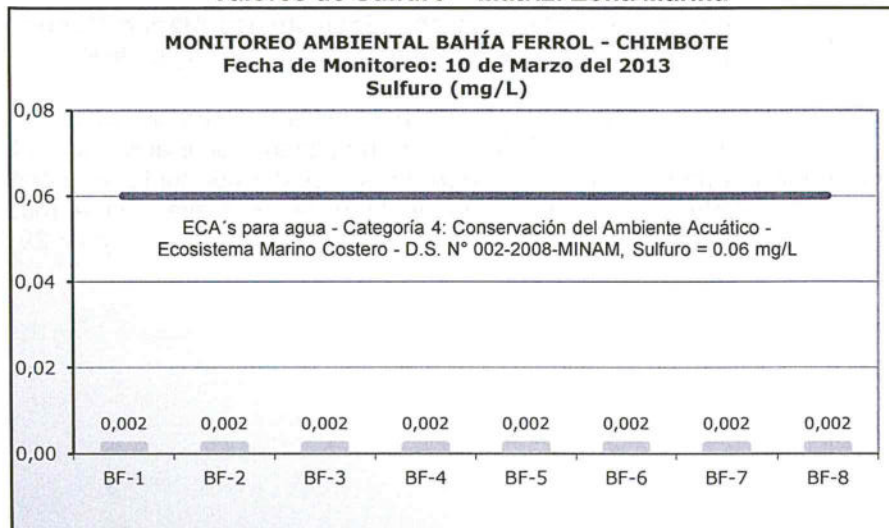 MONITOREO AMBIENTAL BAHÍA FERROL - CHIMBOTE
Fecha de Monitoreo: 10 de Marzo del 2013
Sulfuro (mg/L)
0,08
0,06
ECA´s para agua - Categoría 4: Conservación del Ambiente Acuático -
Ecosistema Marino Costero - D.S. N° 002-2008-MINAM, Sulfuro = 0.06 mg/L
0,04
0,02
0,002 0,002 0,002 0,002 0,002 0,002 0,002 0,002
0,00
BF-1 BF-2 BF-3 BF-4 BF-5 BF-6 BF-7 BF-8